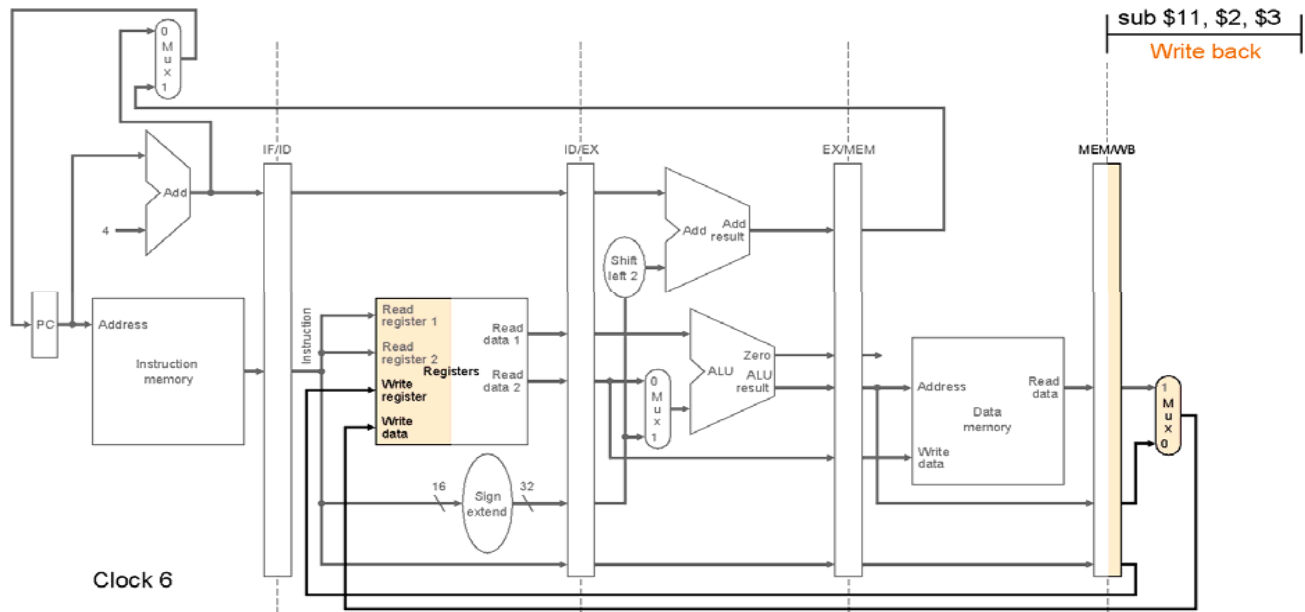 sub $11, $2, $3
Write back
0
M
u
x
1
IF/ID
ID/EX
EX/MEM
MEM/WB
Add
4
Add
Add
result
Shift
left 2
PC
Address
Instruction
memory
Instruction
Read
register 1
Read
register 2
Write
register
Write
data
Registers
Read
data 1
Read
data 2
0
M
u
x
1
ALU
Zero
ALU
result
Address
Write
data
Read
data
Data
memory
1
M
u
x
0
16
Sign
extend
32
Clock 6